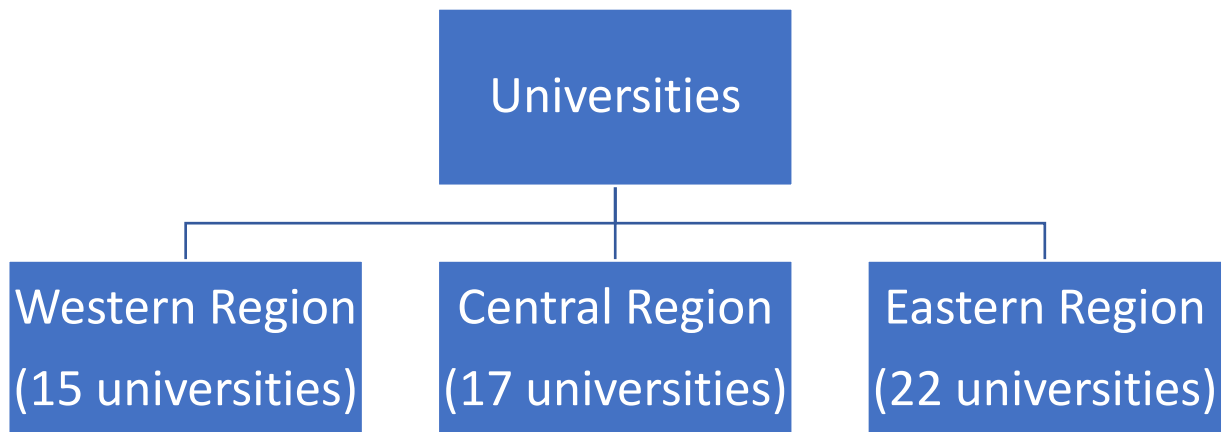 Universities
Western Region
(15 universities)
Central Region
(17 universities)
Eastern Region
(22 universities)